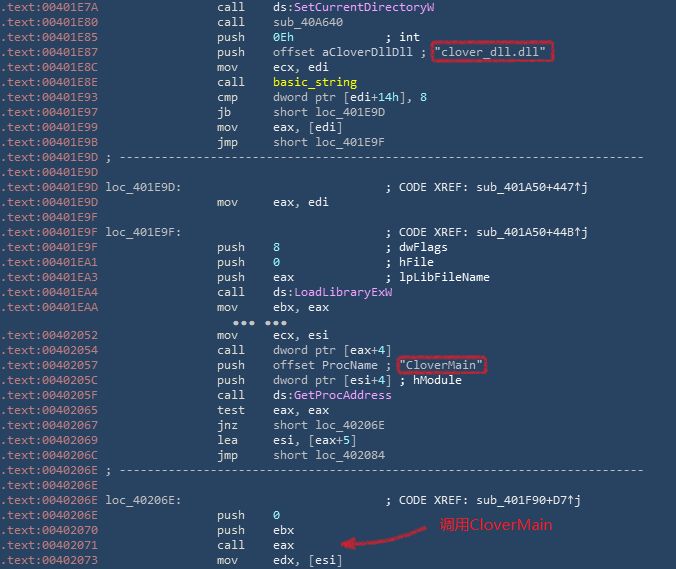 .text:00401E7A call ds:SetCurrentDirectoryW
.text:00401E80 call sub_40A640
.text:00401E85 push 0Eh ; int
.text:00401E87 push offset aCloverDllDll ; "clover_dll.dll"
.text:00401E8C mov ecx, edi
.text:00401E8E call basic_string
.text:00401E93 cmp dword ptr [edi+14h], 8
.text:00401E97 jb short loc_401E9D
.text:00401E99 mov eax, [edi]
.text:00401E9B jmp short loc_401E9F
.text:00401E9D ; ---------------------------------------------------------------------------
.text:00401E9D
.text:00401E9D loc_401E9D: ; CODE XREF: sub_401A50+447↑j
.text:00401E9D mov eax, edi
.text:00401E9F
.text:00401E9F loc_401E9F: ; CODE XREF: sub_401A50+44B↑j
.text:00401E9F push 8 ; dwFlags
.text:00401EA1 push 0 ; hFile
.text:00401EA3 push eax ; lpLibFileName
.text:00401EA4 call ds:LoadLibraryExW
.text:00401EAA mov ebx, eax
••• •••
.text:00402052 mov ecx, esi
.text:00402054 call dword ptr [eax+4]
.text:00402057 push offset ProcName ; "CloverMain"
.text:0040205C push dword ptr [esi+4] ; hModule
.text:0040205F call ds:GetProcAddress
.text:00402065 test eax, eax
.text:00402067 jnz short loc_40206E
.text:00402069 lea esi, [eax+5]
.text:0040206C jmp short loc_402084
.text:0040206E ; ---------------------------------------------------------------------------
.text:0040206E
.text:0040206E loc_40206E: ; CODE XREF: sub_401F90+D7↑j
.text:0040206E push 0
.text:00402070 push ebx
调用CloverMain
.text:00402071 call eax
.text:00402073 mov edx, [esi]